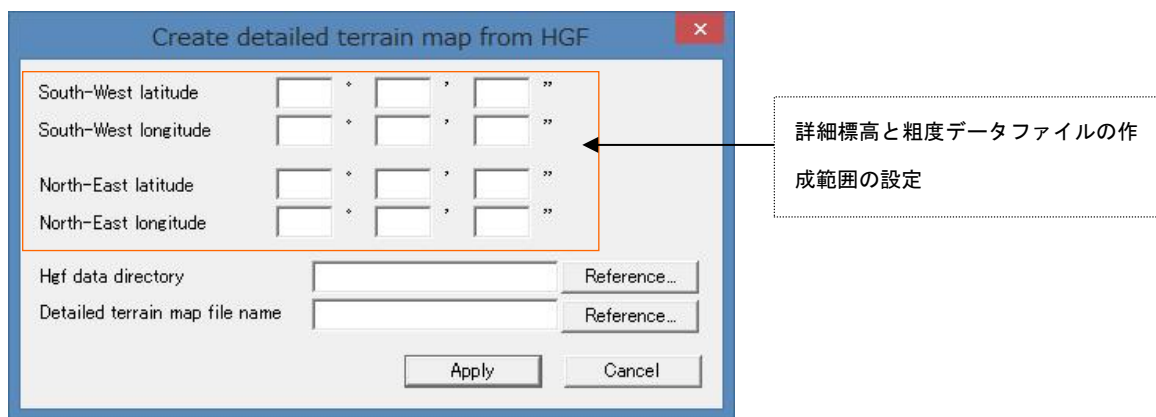 Create detailed terrain map from HGF
×
South-West latitude ° ’ ”
South-West longitude ° ’ ”
North-East latitude ° ’ ”
North-East longitude ° ’ ”
Hgf data directory Reference...
Detailed terrain map file name Reference...
Apply Cancel
詳細標高と粗度データファイルの作
成範囲の設定